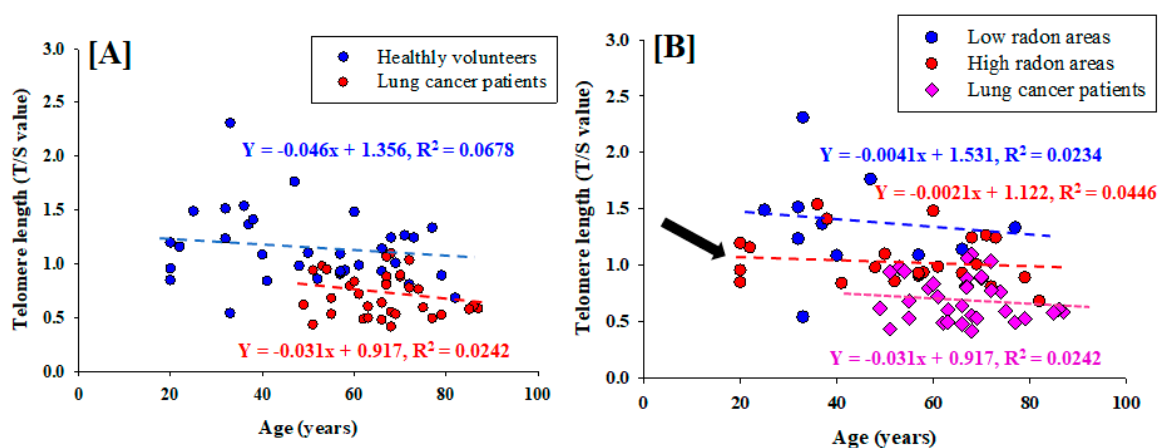 [A]
Healthly volunteers
Lung cancer patients
Telomere length (T/S value)
3.0
2.5
2.0
1.5
1.0
0.5
0.0
Y = -0.046x + 1.356, R² = 0.0678
Y = -0.031x + 0.917, R² = 0.0242
0
20
40
60
80
100
Age (years)
[B]
Low radon areas
High radon areas
Lung cancer patients
Telomere length (T/S value)
3.0
2.5
2.0
1.5
1.0
0.5
0.0
Y = -0.0041x + 1.531, R² = 0.0234
Y = -0.0021x + 1.122, R² = 0.0446
Y = -0.031x + 0.917, R² = 0.0242
0
20
40
60
80
100
Age (years)